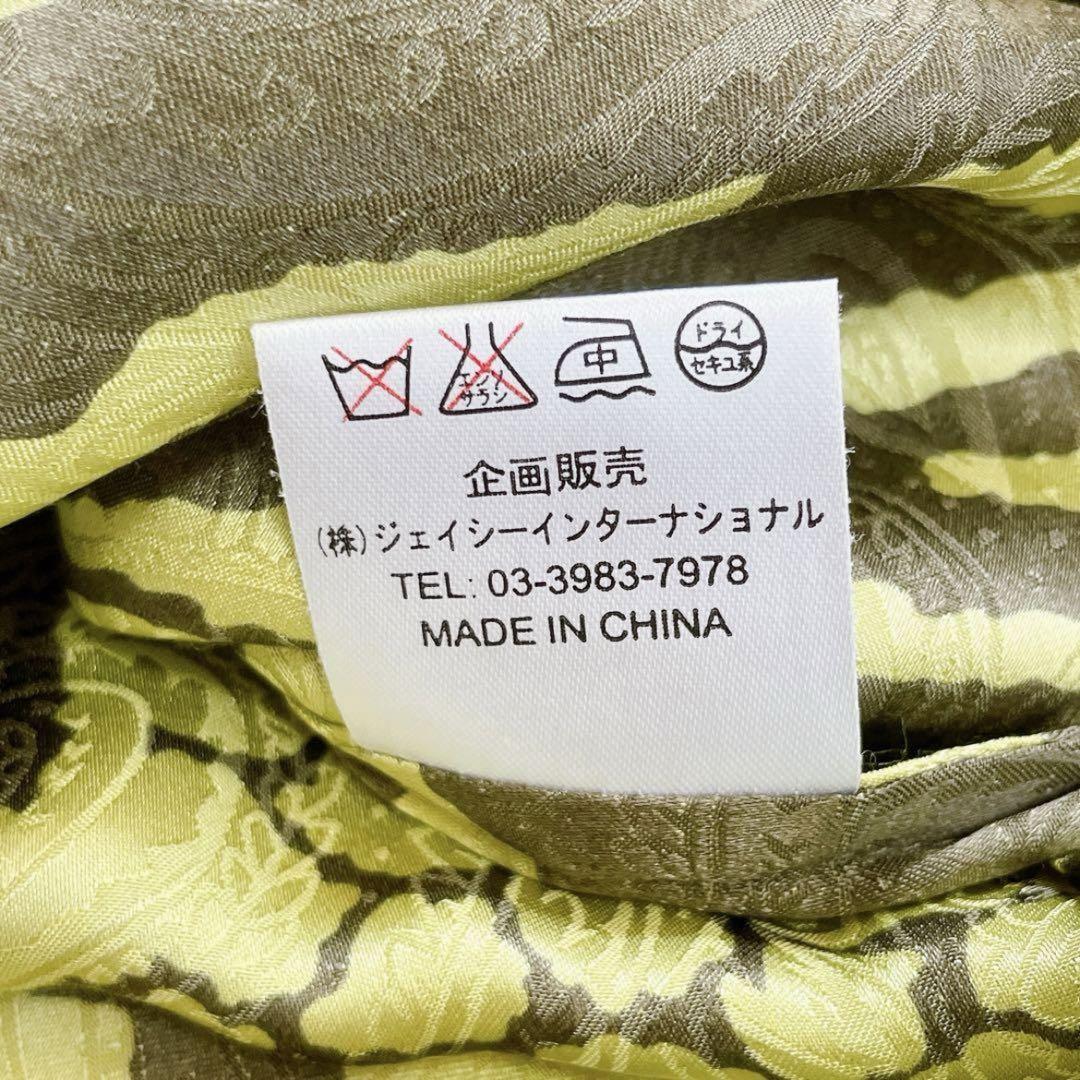 エンソ
サラシ
中
ドライ
セキユ系
企画販売
(株)ジェイシーインターナショナル
TEL: 03-3983-7978
MADE IN CHINA